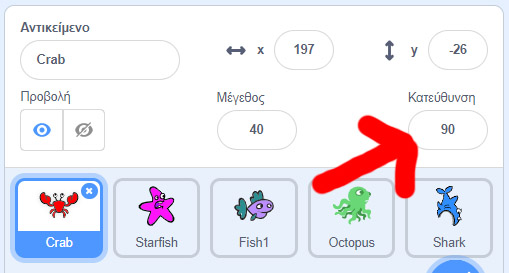 Αντικείμενο
Crab
x 197
y -26
Προβολή
Μέγεθος
40
Κατεύθυνση
90
Crab
Starfish
Fish1
Octopus
Shark